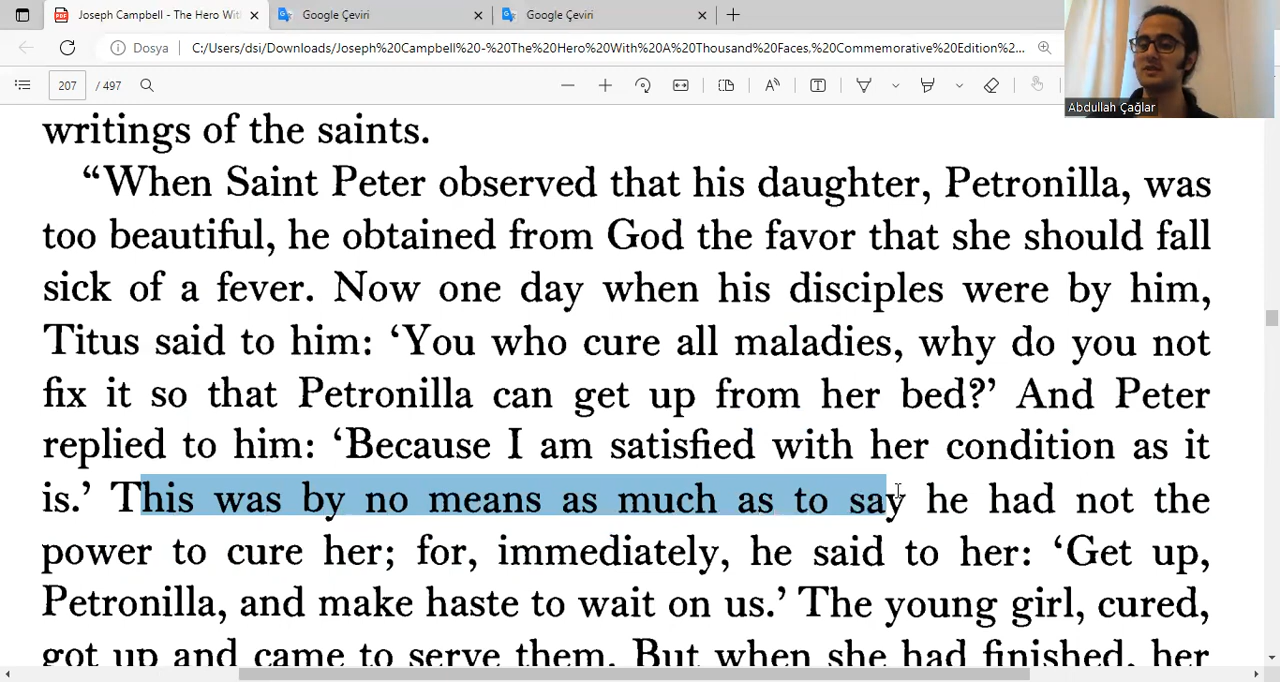 Joseph Campbell - The Hero Wit
Google Çeviri
Google Çeviri
Dosya
C:/Users/dsi/Downloads/Joseph%20Campbell%20-%20The%20Hero%20With%20A%20Thousand%20Faces,%20Commemorative%20Edition%2...
207 / 497
Abdullah Çağlar
writings of the saints.
“When Saint Peter observed that his daughter, Petronilla, was
too beautiful, he obtained from God the favor that she should fall
sick of a fever. Now one day when his disciples were by him,
Titus said to him: ‘You who cure all maladies, why do you not
fix it so that Petronilla can get up from her bed?’ And Peter
replied to him: ‘Because I am satisfied with her condition as it
is.’ This was by no means as much as to say he had not the
power to cure her; for, immediately, he said to her: ‘Get up,
Petronilla, and make haste to wait on us.’ The young girl, cured,
got up and came to serve them. But when she had finished, her